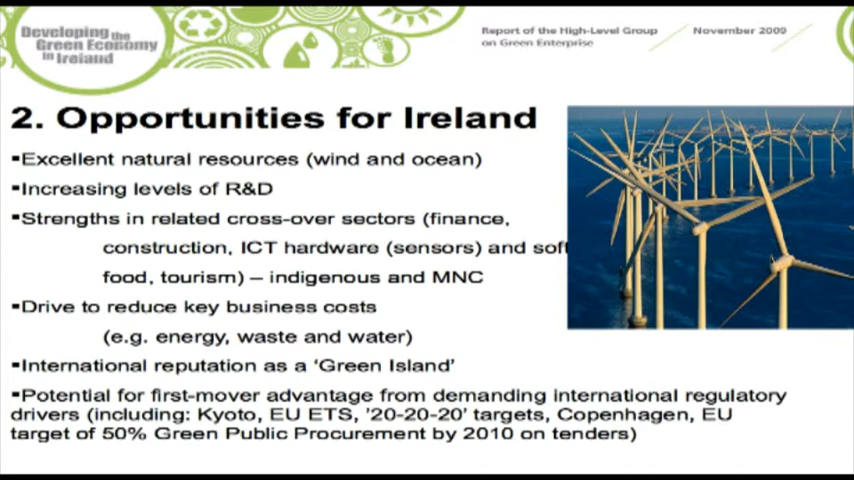 Developing the
Green Economy
in Ireland
Report of the High-Level Group
on Green Enterprise
November 2009
2. Opportunities for Ireland
▪Excellent natural resources (wind and ocean)
▪Increasing levels of R&D
▪Strengths in related cross-over sectors (finance,
construction, ICT hardware (sensors) and soft
food, tourism) – indigenous and MNC
▪Drive to reduce key business costs
(e.g. energy, waste and water)
▪International reputation as a ‘Green Island’
▪Potential for first-mover advantage from demanding international regulatory
drivers (including: Kyoto, EU ETS, ’20-20-20’ targets, Copenhagen, EU
target of 50% Green Public Procurement by 2010 on tenders)